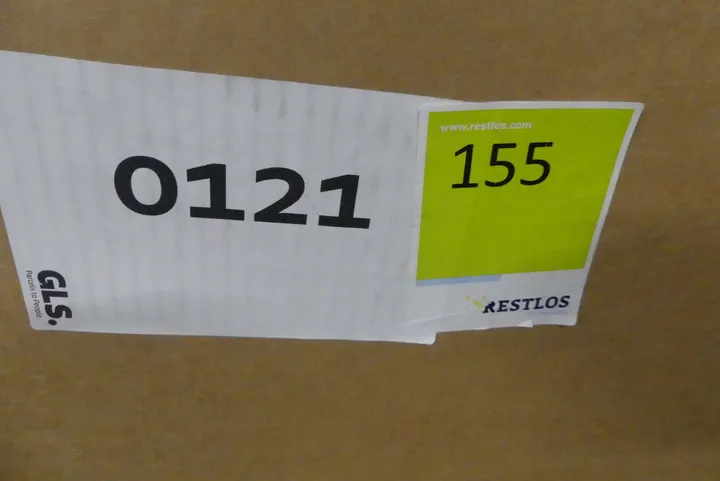 0121
GLS.
Parcels to People
www.restlos.com
155
RESTLOS